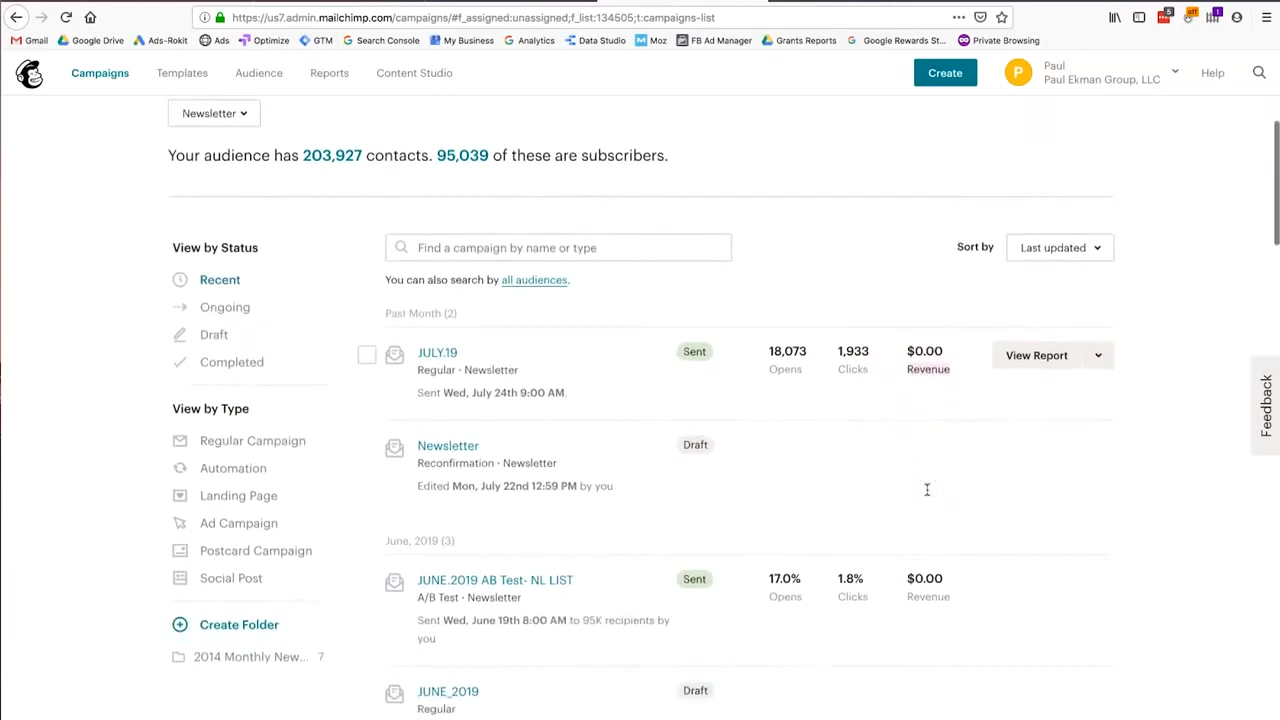 https://us7.admin.mailchimp.com/campaigns/#f_assigned:unassigned;f_list:134505;t:campaigns-list
Gmail Google Drive Ads-Rokit Ads Optimize GTM Search Console My Business Analytics Data Studio Moz FB Ad Manager Grants Reports Google Rewards St... Private Browsing
Campaigns Templates Audience Reports Content Studio Create P Paul Help
Paul Ekman Group, LLC
Newsletter
Your audience has 203,927 contacts. 95,039 of these are subscribers.
View by Status
Recent
Ongoing
Draft
Completed
View by Type
Regular Campaign
Automation
Landing Page
Ad Campaign
Postcard Campaign
Social Post
Create Folder
2014 Monthly New... 7
Find a campaign by name or type
Sort by Last updated
You can also search by all audiences.
Past Month (2)
JULY.19 Sent 18,073 1,933 $0.00 View Report
Regular · Newsletter Opens Clicks Revenue
Sent Wed, July 24th 9:00 AM.
Newsletter Draft
Reconfirmation · Newsletter
Edited Mon, July 22nd 12:59 PM by you
June, 2019 (3)
JUNE.2019 AB Test- NL LIST Sent 17.0% 1.8% $0.00
A/B Test · Newsletter Opens Clicks Revenue
Sent Wed, June 19th 8:00 AM to 95K recipients by
you
JUNE_2019 Draft
Regular
Feedback